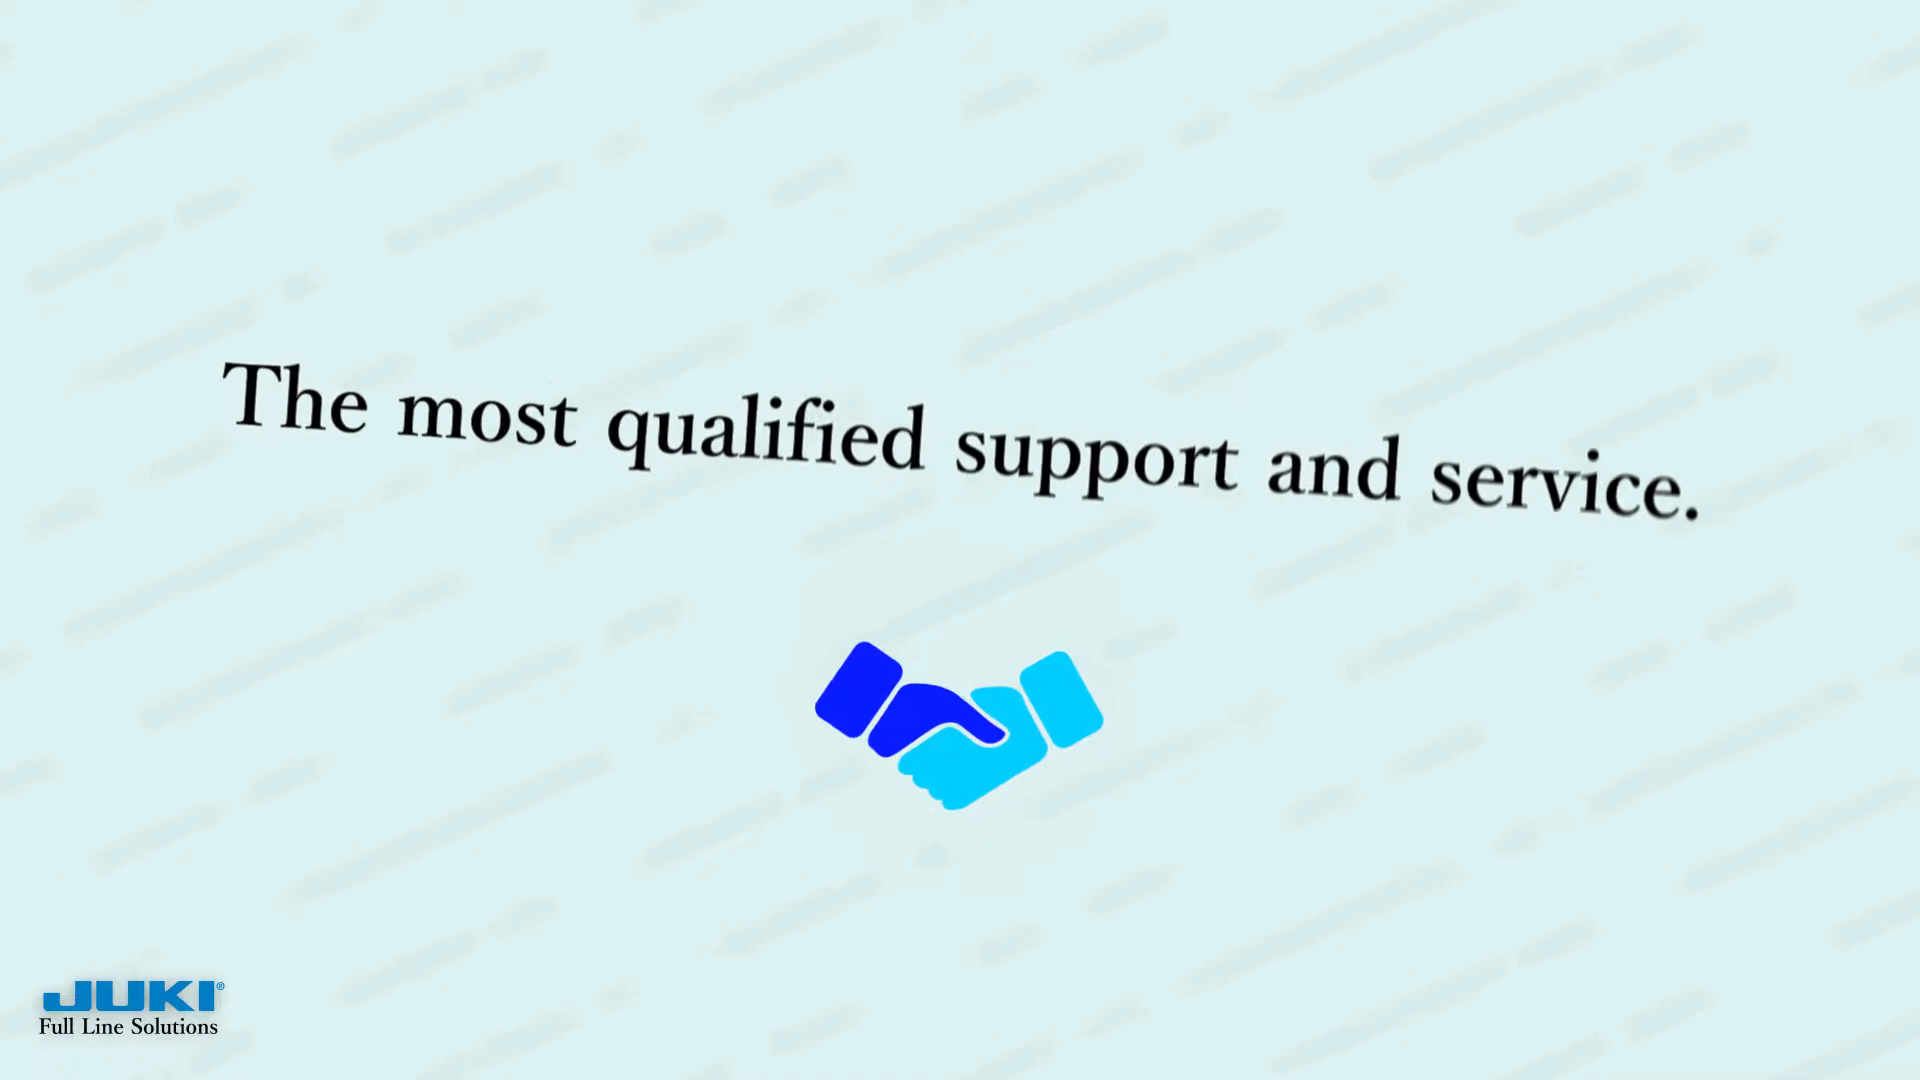 The most qualified support and service.
JUKI®
Full Line Solutions